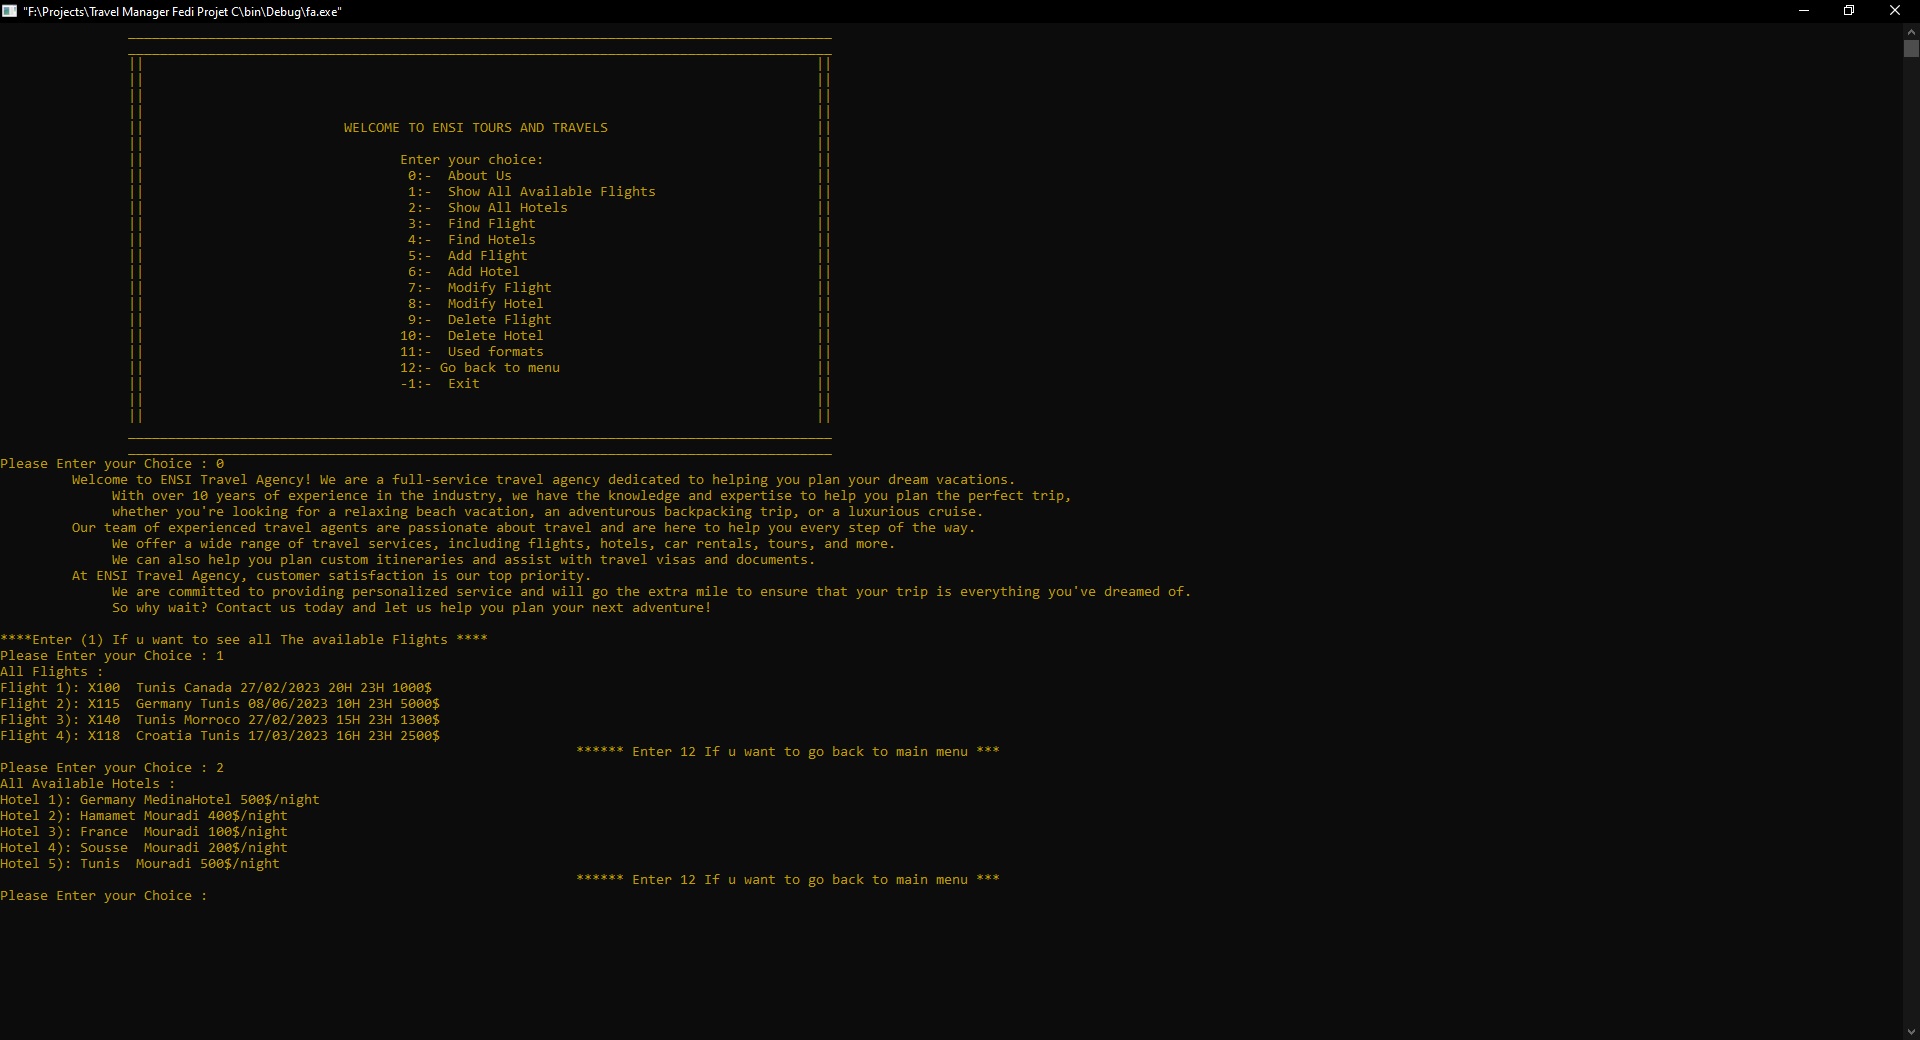 "F:\Projects\Travel Manager Fedi Projet C\bin\Debug\fa.exe"
WELCOME TO ENSI TOURS AND TRAVELS
Enter your choice:
0:- About Us
1:- Show All Available Flights
2:- Show All Hotels
3:- Find Flight
4:- Find Hotels
5:- Add Flight
6:- Add Hotel
7:- Modify Flight
8:- Modify Hotel
9:- Delete Flight
10:- Delete Hotel
11:- Used formats
12:- Go back to menu
-1:- Exit
Please Enter your Choice : 0
Welcome to ENSI Travel Agency! We are a full-service travel agency dedicated to helping you plan your dream vacations.
With over 10 years of experience in the industry, we have the knowledge and expertise to help you plan the perfect trip,
whether you're looking for a relaxing beach vacation, an adventurous backpacking trip, or a luxurious cruise.
Our team of experienced travel agents are passionate about travel and are here to help you every step of the way.
We offer a wide range of travel services, including flights, hotels, car rentals, tours, and more.
We can also help you plan custom itineraries and assist with travel visas and documents.
At ENSI Travel Agency, customer satisfaction is our top priority.
We are committed to providing personalized service and will go the extra mile to ensure that your trip is everything you've dreamed of.
So why wait? Contact us today and let us help you plan your next adventure!
****Enter (1) If u want to see all The available Flights ****
Please Enter your Choice : 1
All Flights :
Flight 1): X100 Tunis Canada 27/02/2023 20H 23H 1000$
Flight 2): X115 Germany Tunis 08/06/2023 10H 23H 5000$
Flight 3): X140 Tunis Morroco 27/02/2023 15H 23H 1300$
Flight 4): X118 Croatia Tunis 17/03/2023 16H 23H 2500$
****** Enter 12 If u want to go back to main menu ***
Please Enter your Choice : 2
All Available Hotels :
Hotel 1): Germany MedinaHotel 500$/night
Hotel 2): Hamamet Mouradi 400$/night
Hotel 3): France Mouradi 100$/night
Hotel 4): Sousse Mouradi 200$/night
Hotel 5): Tunis Mouradi 500$/night
****** Enter 12 If u want to go back to main menu ***
Please Enter your Choice :